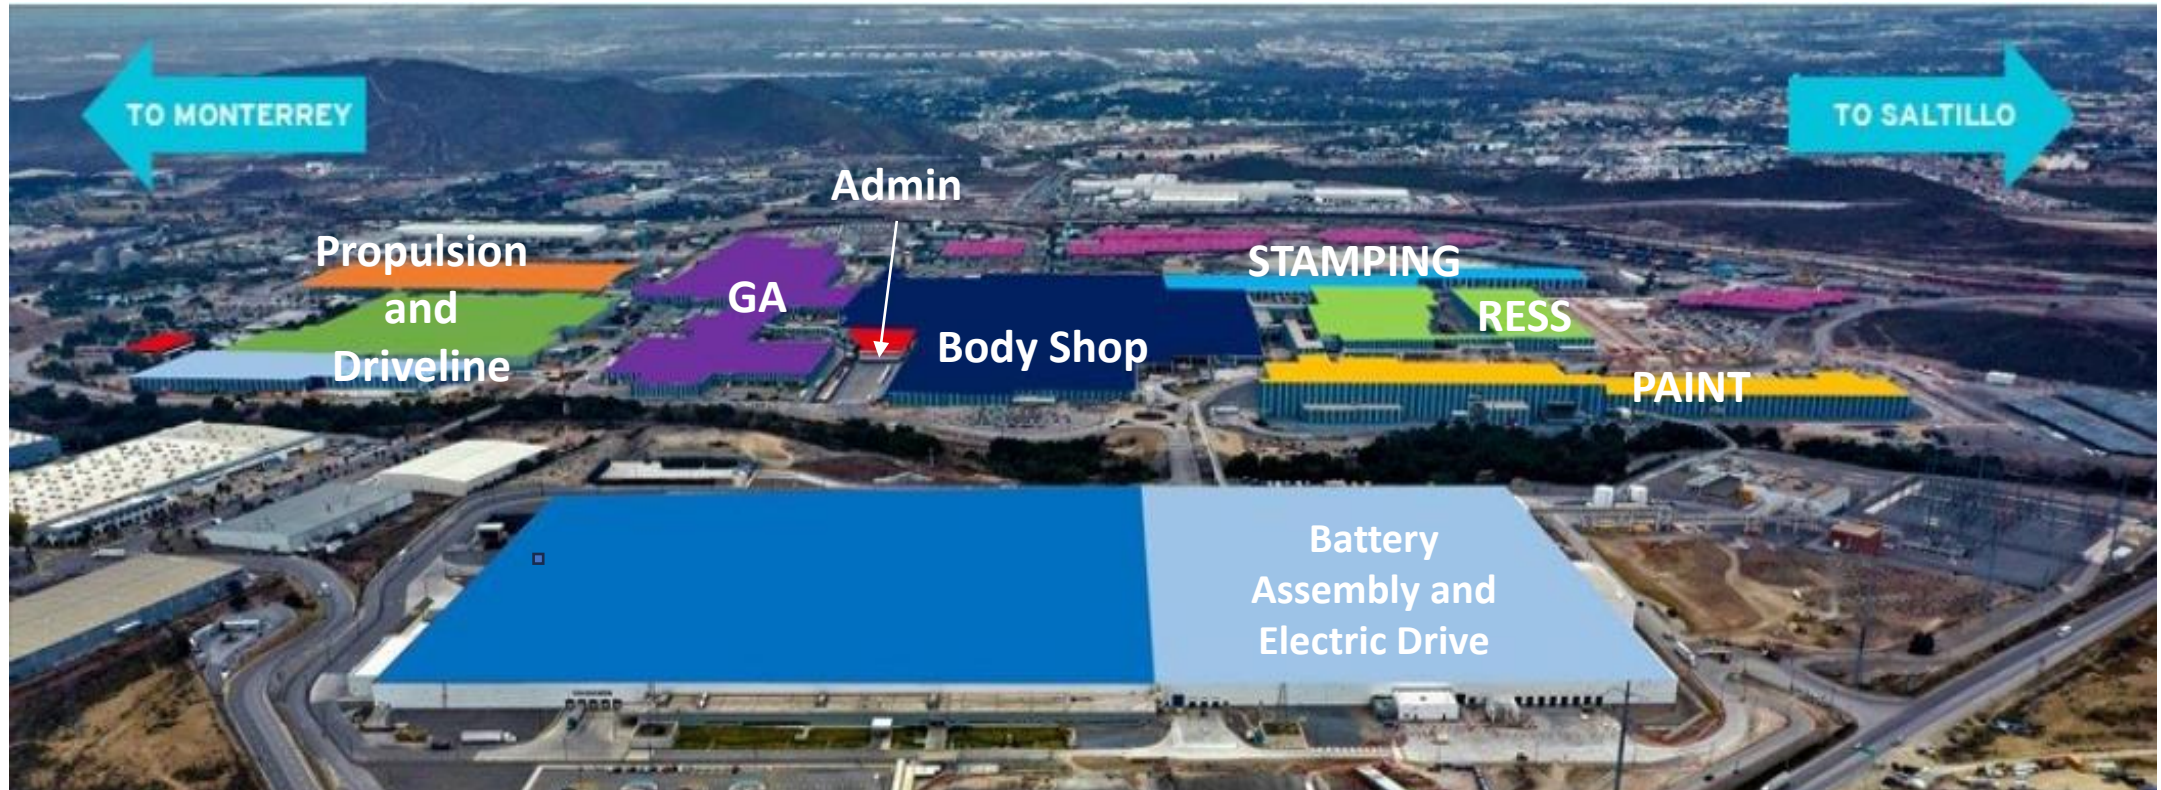 TO MONTERREY
TO SALTILLO
Admin
Propulsion
and
Driveline
GA
STAMPING
RESS
Body Shop
PAINT
Battery
Assembly and
Electric Drive